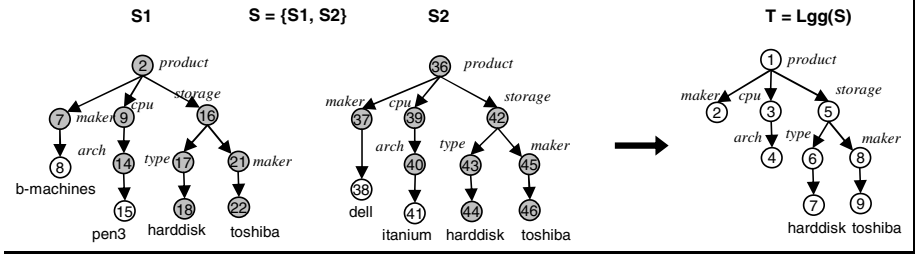 S1 S = {S1, S2} S2 T = Lgg(S)
2 product 36 product 1 product
storage storage storage
maker cpu maker cpu
7 maker 9 cpu 16 37 39 42 2 3 5
arch type maker arch type maker arch type maker
8 14 17 21 40 43 45 4 6 8
b-machines 38
15 18 22 dell 41 44 46 7 9
pen3 harddisk toshiba itanium harddisk toshiba harddisk toshiba